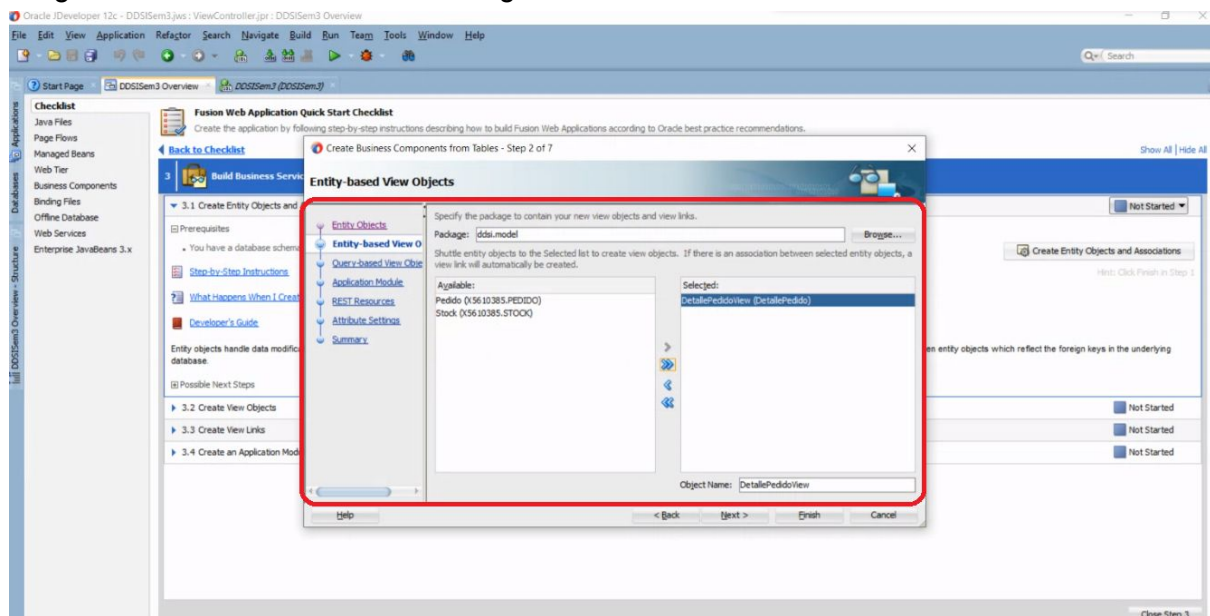 Oracle JDeveloper 12c - DDSISem3.jws : ViewController.jpr : DDSISem3 Overview
File Edit View Application Refactor Search Navigate Build Run Team Tools Window Help
Search
Start Page DDSISem3 Overview DDSISem3 (DDSISem3)
Applications
Databases
Structure
DDSISem3 Overview -
Checklist
Java Files
Page Flows
Managed Beans
Web Tier
Business Components
Binding Files
Offline Database
Web Services
Enterprise JavaBeans 3.x
Fusion Web Application Quick Start Checklist
Create the application by following step-by-step instructions describing how to build Fusion Web Applications according to Oracle best practice recommendations.
Back to Checklist
Show All | Hide All
3 Build Business Servic
3.1 Create Entity Objects and
Not Started
Prerequisites
You have a database schema
Create Entity Objects and Associations
Hint: Click Finish in Step 1
Step-by-Step Instructions
What Happens When I Creat
Developer's Guide
Entity objects handle data modific
en entity objects which reflect the foreign keys in the underlying
database.
Possible Next Steps
3.2 Create View Objects Not Started
3.3 Create View Links Not Started
3.4 Create an Application Mod Not Started
Close Step 3
Create Business Components from Tables - Step 2 of 7
Entity-based View Objects
Entity Objects
Entity-based View O
Query-based View Obje
Application Module
REST Resources
Attribute Settings
Summary
Specify the package to contain your new view objects and view links.
Package: ddsi.model Browse...
Shuttle entity objects to the Selected list to create view objects. If there is an association between selected entity objects, a
view link will automatically be created.
Available:
Pedido (X5610385.PEDIDO)
Stock (X5610385.STOCK)
Selected:
DetallePedidoView (DetallePedido)
Object Name: DetallePedidoView
Help < Back Next > Finish Cancel